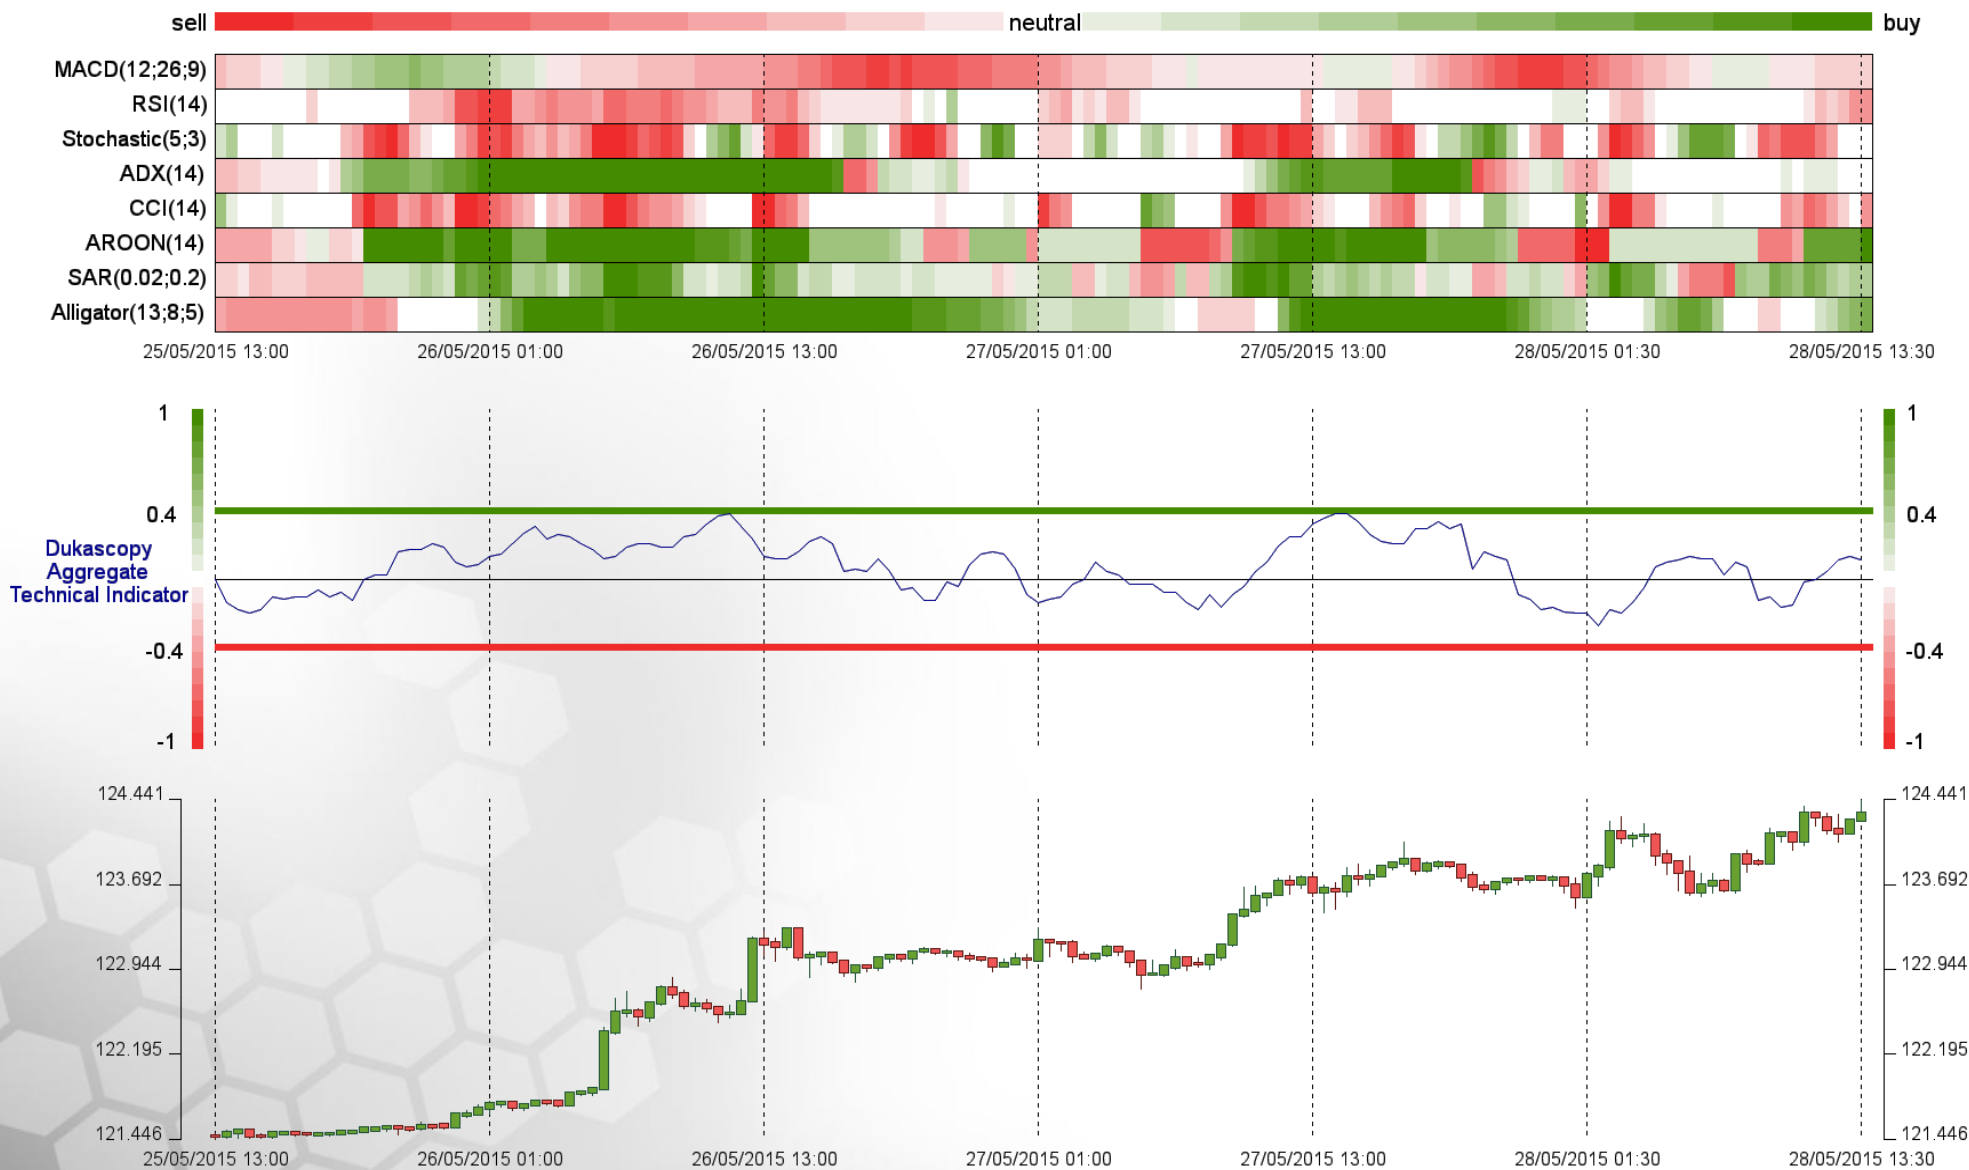 sell neutral buy
MACD(12;26;9)
RSI(14)
Stochastic(5;3)
ADX(14)
CCI(14)
AROON(14)
SAR(0.02;0.2)
Alligator(13;8;5)
25/05/2015 13:00 26/05/2015 01:00 26/05/2015 13:00 27/05/2015 01:00 27/05/2015 13:00 28/05/2015 01:30 28/05/2015 13:30
1 1
0.4 0.4
Dukascopy
Aggregate
Technical Indicator
-0.4 -0.4
-1 -1
124.441 124.441
123.692 123.692
122.944 122.944
122.195 122.195
121.446 121.446
25/05/2015 13:00 26/05/2015 01:00 26/05/2015 13:00 27/05/2015 01:00 27/05/2015 13:00 28/05/2015 01:30 28/05/2015 13:30